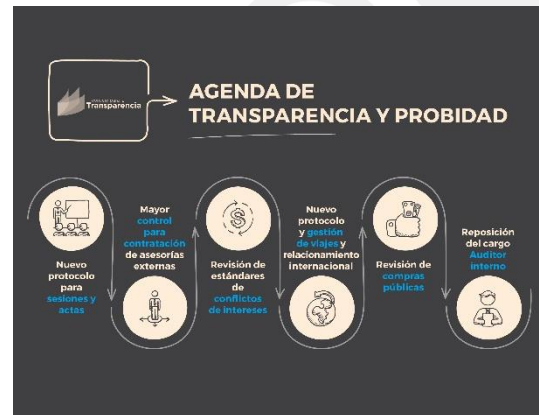 Transparencia
AGENDA DE
TRANSPARENCIA Y PROBIDAD
Nuevo
protocolo
para
sesiones y
actas
Mayor
control
para
contratación
de asesorías
externas
Revisión de
estándares
de
conflictos
de intereses
Nuevo
protocolo
y gestión
de viajes y
relacionamiento
internacional
Revisión de
compras
públicas
Reposición
del cargo
Auditor
interno